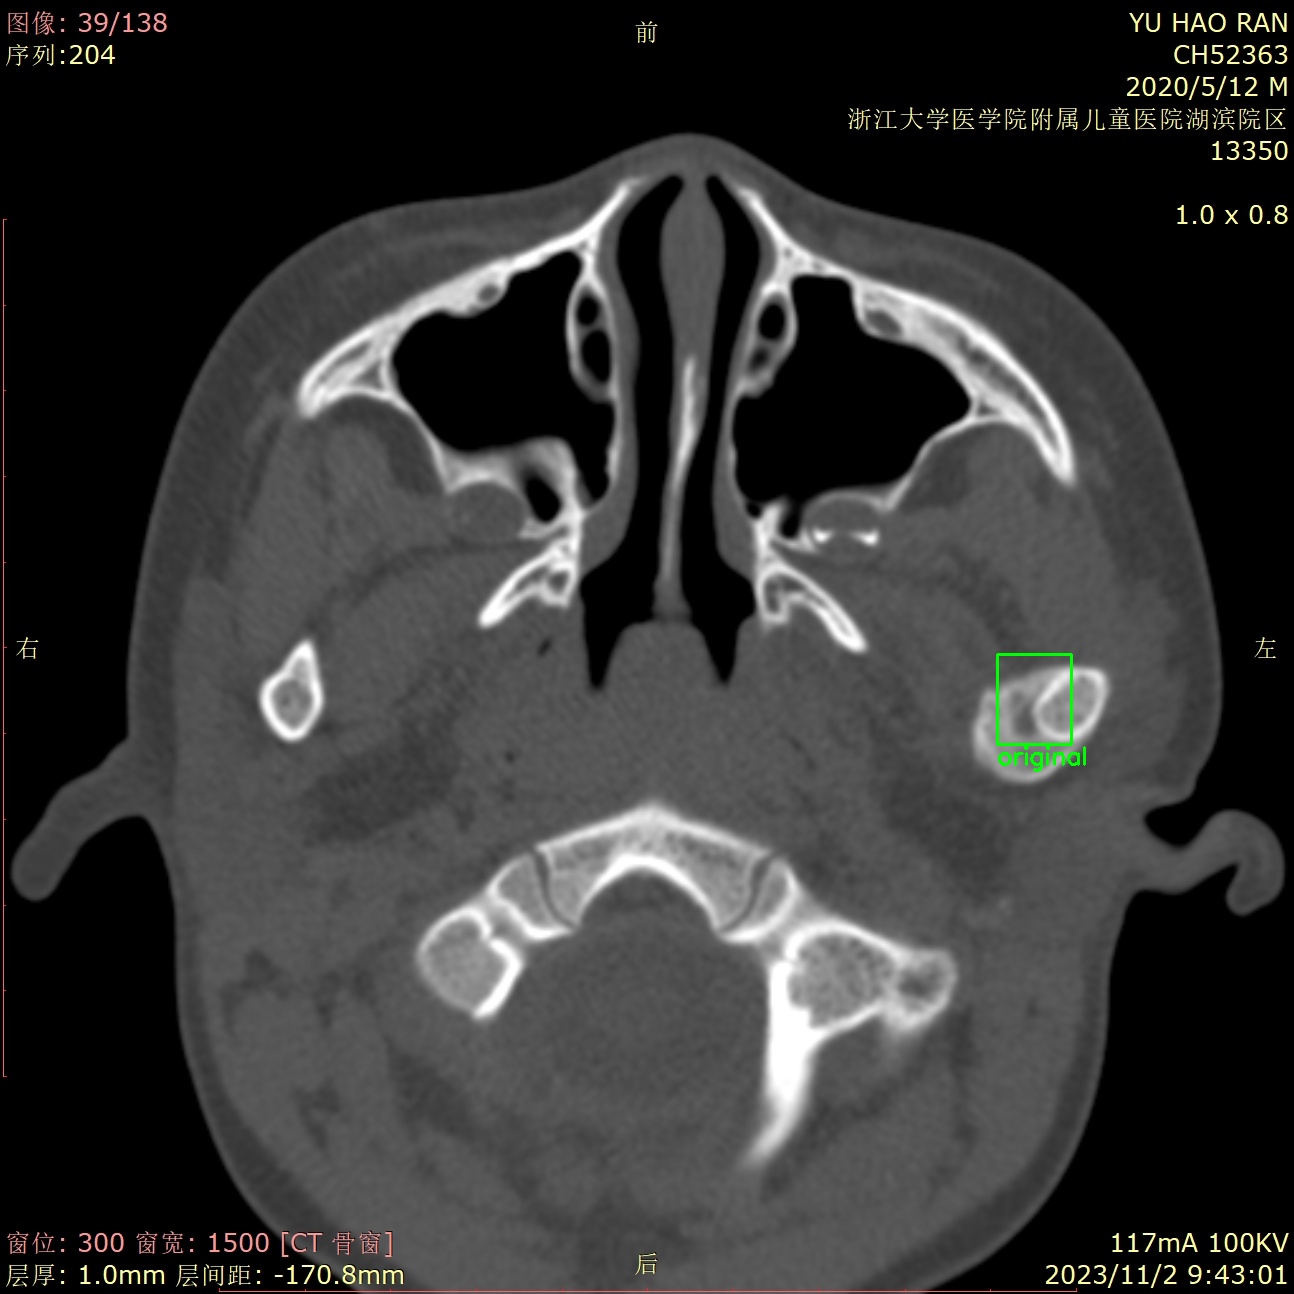 图像: 39/138
序列:204
前
YU HAO RAN
CH52363
2020/5/12 M
浙江大学医学院附属儿童医院湖滨院区
13350
1.0 x 0.8
右
左
original
窗位: 300 窗宽: 1500 [CT 骨窗]
层厚: 1.0mm 层间距: -170.8mm
后
117mA 100KV
2023/11/2 9:43:01